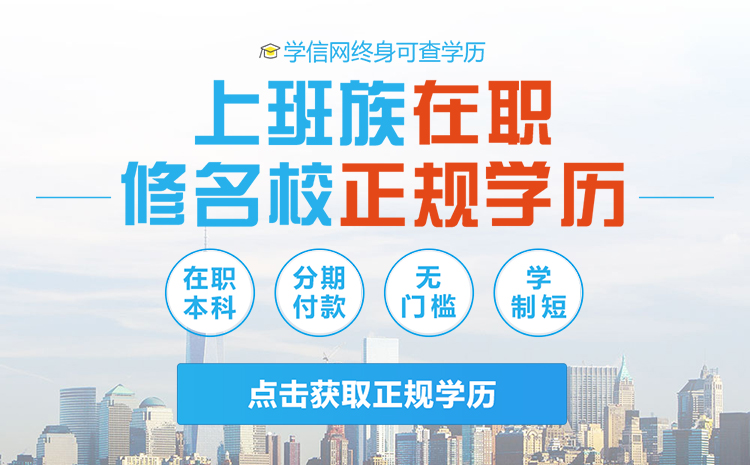 学信网终身可查学历
上班族在职
修名校正规学历
在职
本科
分期
付款
无
门槛
学
制短
点击获取正规学历